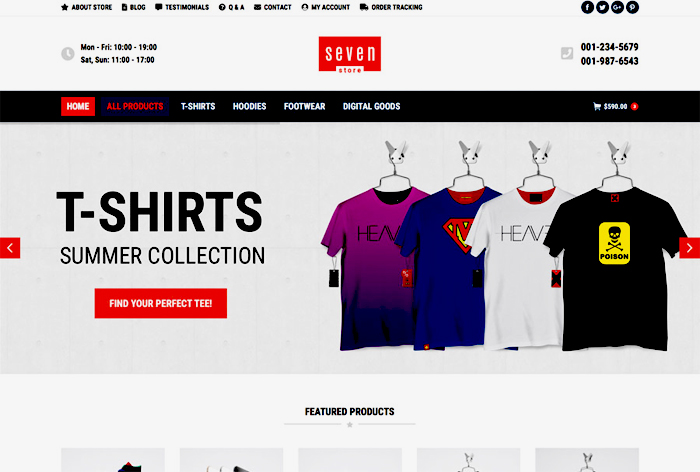 ABOUT STORE BLOG TESTIMONIALS Q & A CONTACT MY ACCOUNT ORDER TRACKING
Mon - Fri: 10:00 - 19:00
Sat, Sun: 11:00 - 17:00
seven
store
001-234-5679
001-987-6543
HOME ALL PRODUCTS T-SHIRTS HOODIES FOOTWEAR DIGITAL GOODS $590.00 3
T-SHIRTS
SUMMER COLLECTION
FIND YOUR PERFECT TEE!
HEAV
HEAVE
POISON
FEATURED PRODUCTS